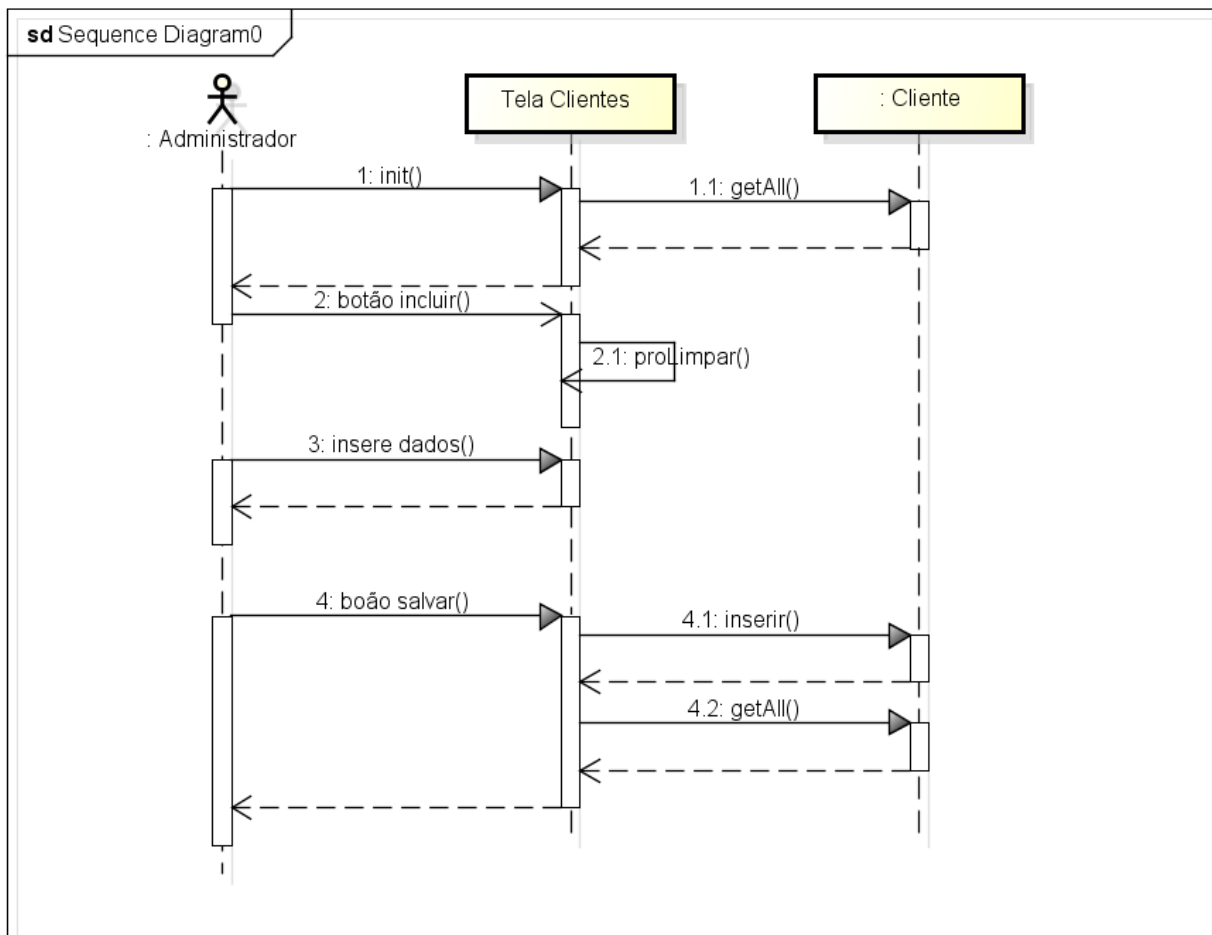 sd Sequence Diagram0
Tela Clientes
: Cliente
: Administrador
1: init()
1.1: getAll()
2: botão incluir()
2.1: proLimpar()
3: insere dados()
4: boão salvar()
4.1: inserir()
4.2: getAll()